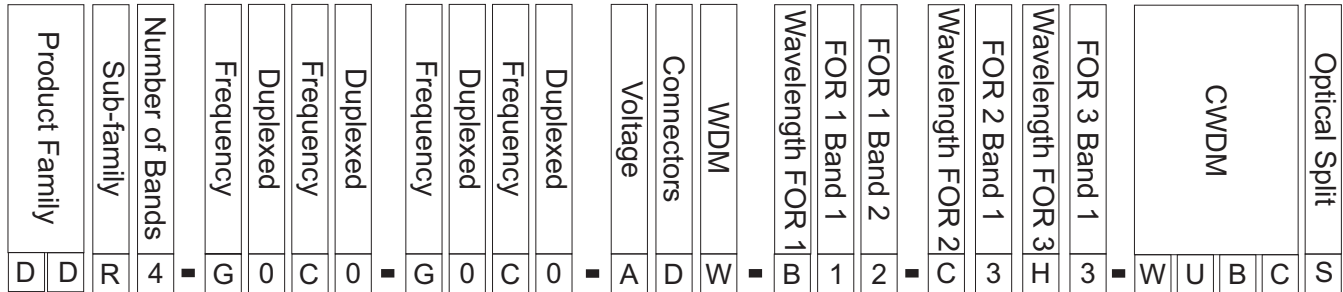 Product Family
Sub-family
Number of Bands
Frequency
Duplexed
Frequency
Duplexed
Frequency
Duplexed
Frequency
Duplexed
Voltage
Connectors
WDM
Wavelength FOR 1
FOR 1 Band 1
FOR 1 Band 2
Wavelength FOR 2
FOR 2 Band 1
Wavelength FOR 3
FOR 3 Band 1
CWDM
Optical Split
D D R 4 - G 0 C 0 - G 0 C 0 - A D W - B 1 2 - C 3 H 3 - W U B C S